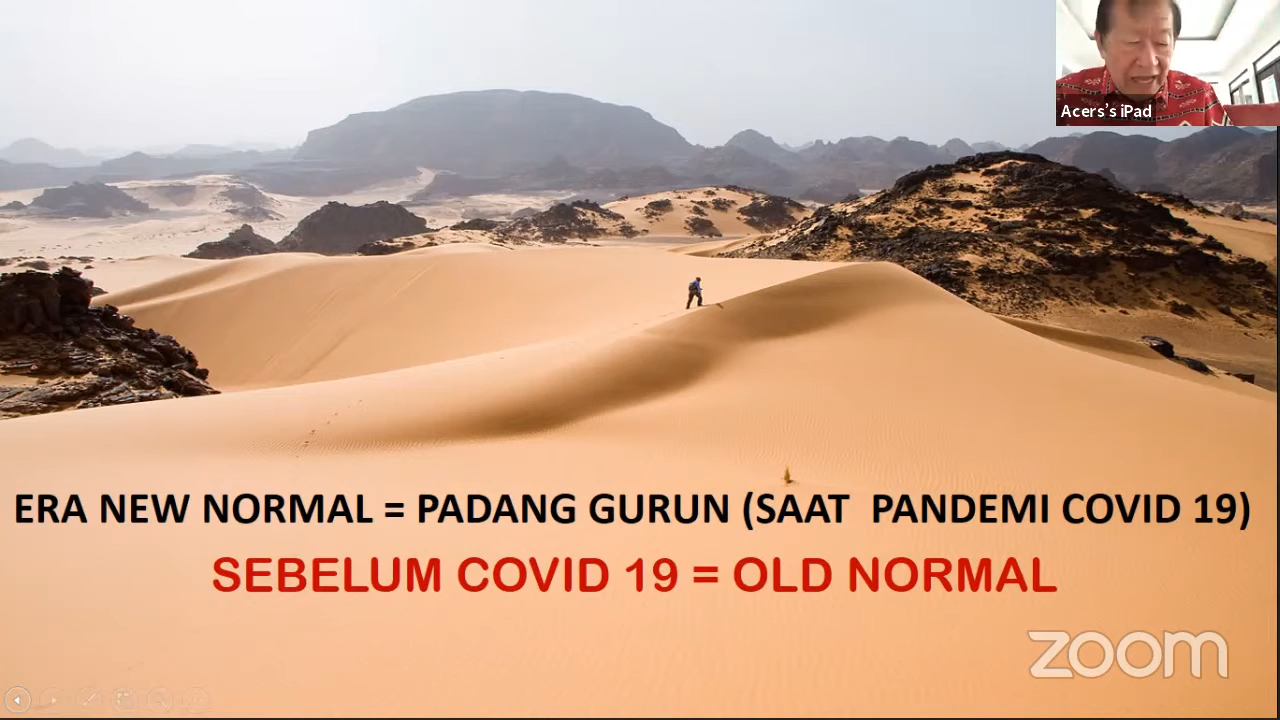 Acers's iPad
ERA NEW NORMAL = PADANG GURUN (SAAT PANDEMI COVID 19)
SEBELUM COVID 19 = OLD NORMAL
zoom